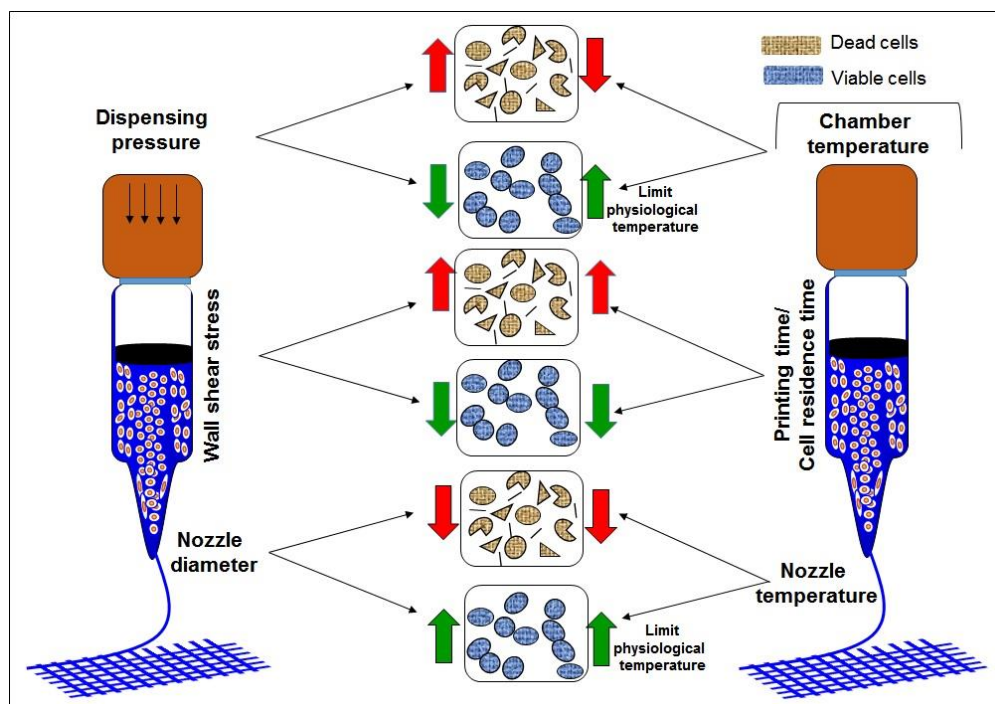 Dead cells
Viable cells
Dispensing
pressure
Chamber
temperature
Limit
physiological
temperature
Wall shear stress
Printing time/
Cell residence time
Nozzle
diameter
Nozzle
temperature
Limit
physiological
temperature